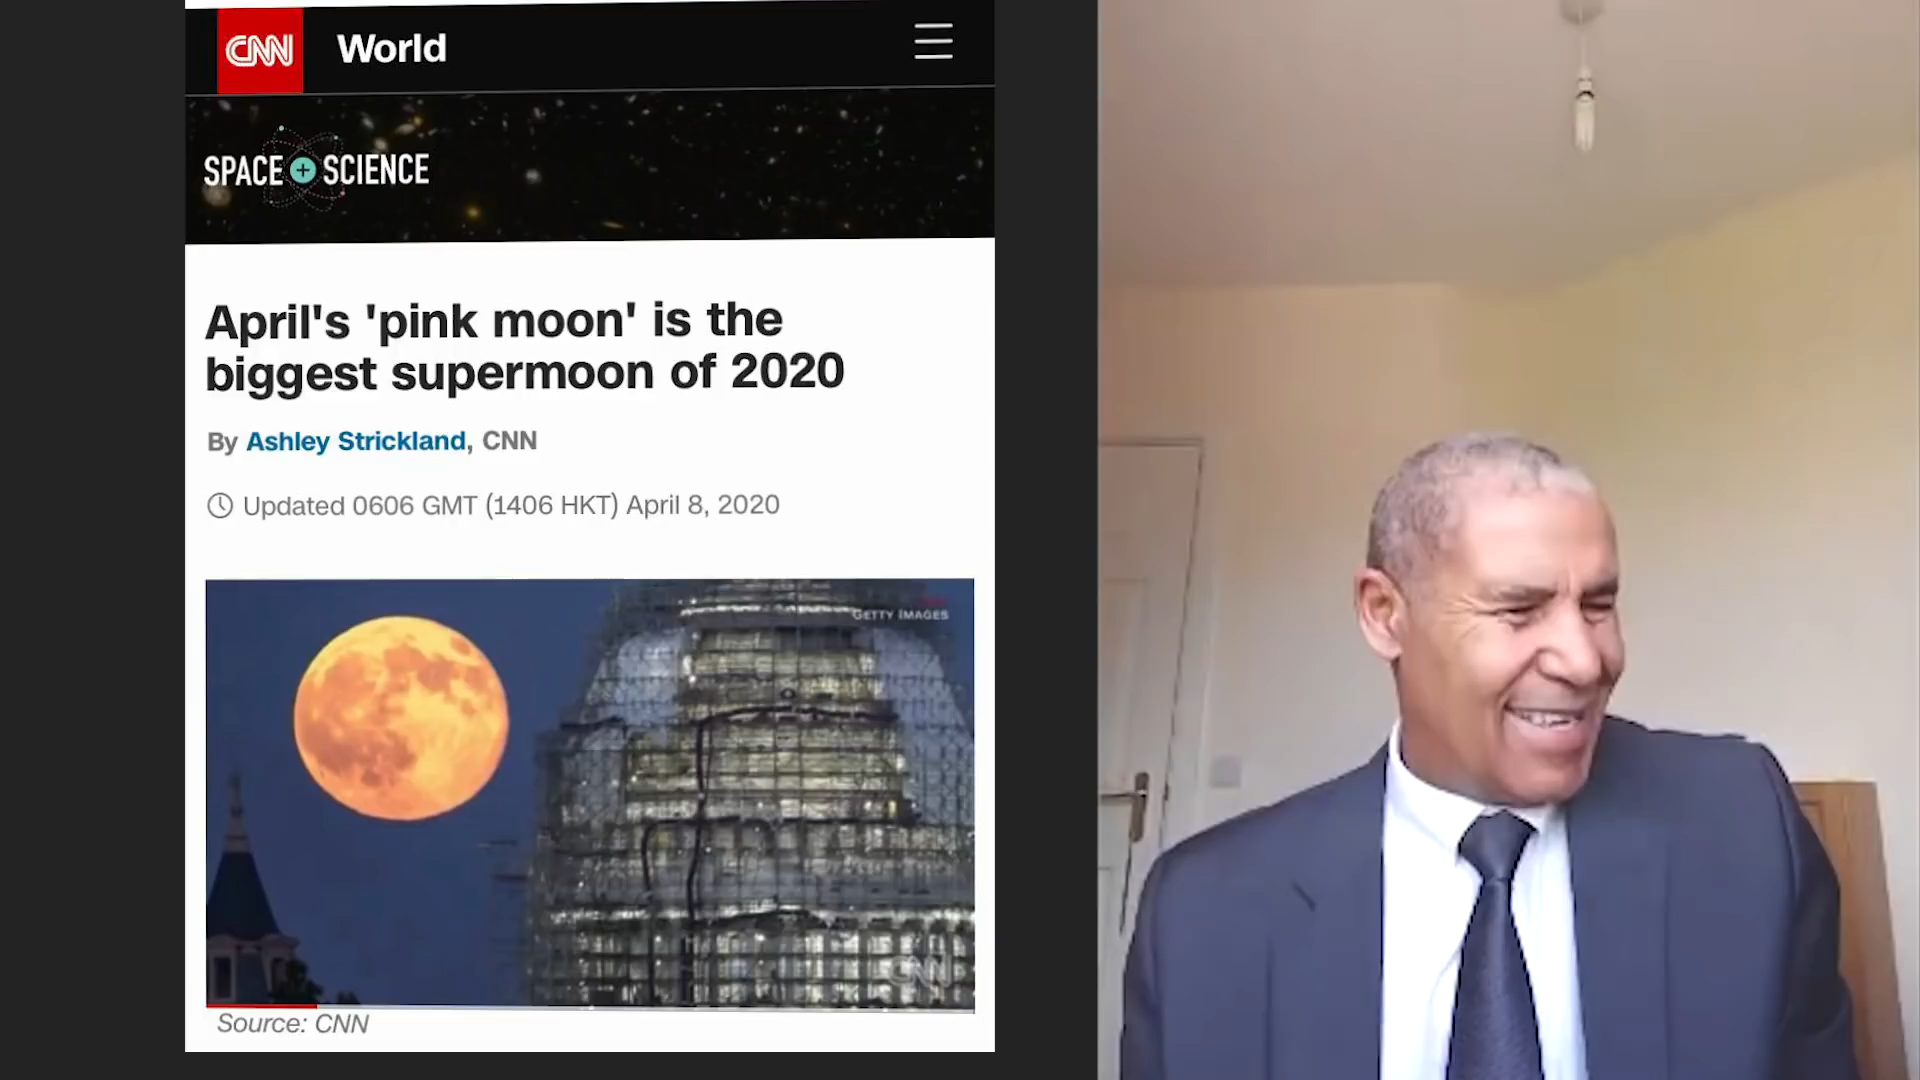 CNN World
SPACE + SCIENCE
April's 'pink moon' is the
biggest supermoon of 2020
By Ashley Strickland, CNN
Updated 0606 GMT (1406 HKT) April 8, 2020
GETTY IMAGES
CNN
Source: CNN